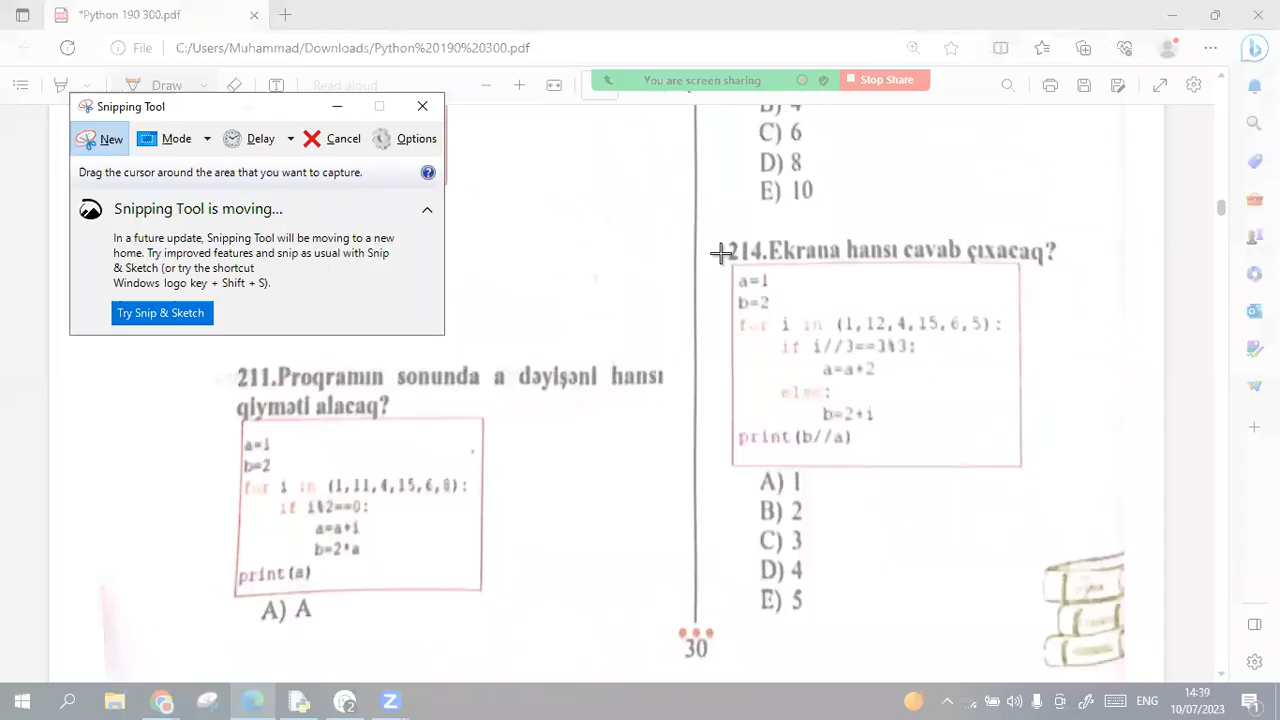 *Python 190 300.pdf
File
C:/Users/Muhammad/Downloads/Python%20190%20300.pdf
Draw
Read aloud
You are screen sharing
Stop Share
Snipping Tool
New
Mode
Delay
Cancel
Options
Drag the cursor around the area that you want to capture.
Snipping Tool is moving...
In a future update, Snipping Tool will be moving to a new
home. Try improved features and snip as usual with Snip
& Sketch (or try the shortcut
Windows logo key + Shift + S).
Try Snip & Sketch
211.Proqramın sonunda a dəyişəni hansı
qiyməti alacaq?
a=1
b=2
for i in (1,11,4,15,6,8):
if i%2==0:
a=a+i
b=2*a
print(a)
A) A
B) 4
C) 6
D) 8
E) 10
214.Ekrana hansı cavab çıxacaq?
a=1
b=2
for i in (1,12,4,15,6,5):
if i//3==3%3:
a=a+2
else:
b=2+i
print(b//a)
A) 1
B) 2
C) 3
D) 4
E) 5
30
ENG
14:39
10/07/2023